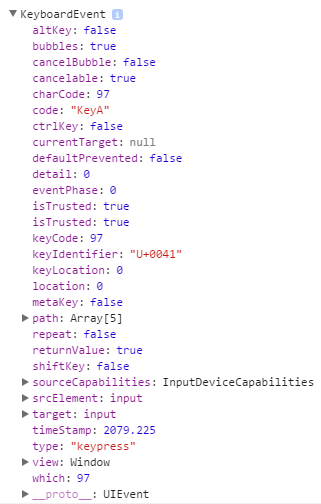 KeyboardEvent i
altKey: false
bubbles: true
cancelBubble: false
cancelable: true
charCode: 97
code: "KeyA"
ctrlKey: false
currentTarget: null
defaultPrevented: false
detail: 0
eventPhase: 0
isTrusted: true
isTrusted: true
keyCode: 97
keyIdentifier: "U+0041"
keyLocation: 0
location: 0
metaKey: false
path: Array[5]
repeat: false
returnValue: true
shiftKey: false
sourceCapabilities: InputDeviceCapabilities
srcElement: input
target: input
timeStamp: 2079.225
type: "keypress"
view: Window
which: 97
__proto__: UIEvent